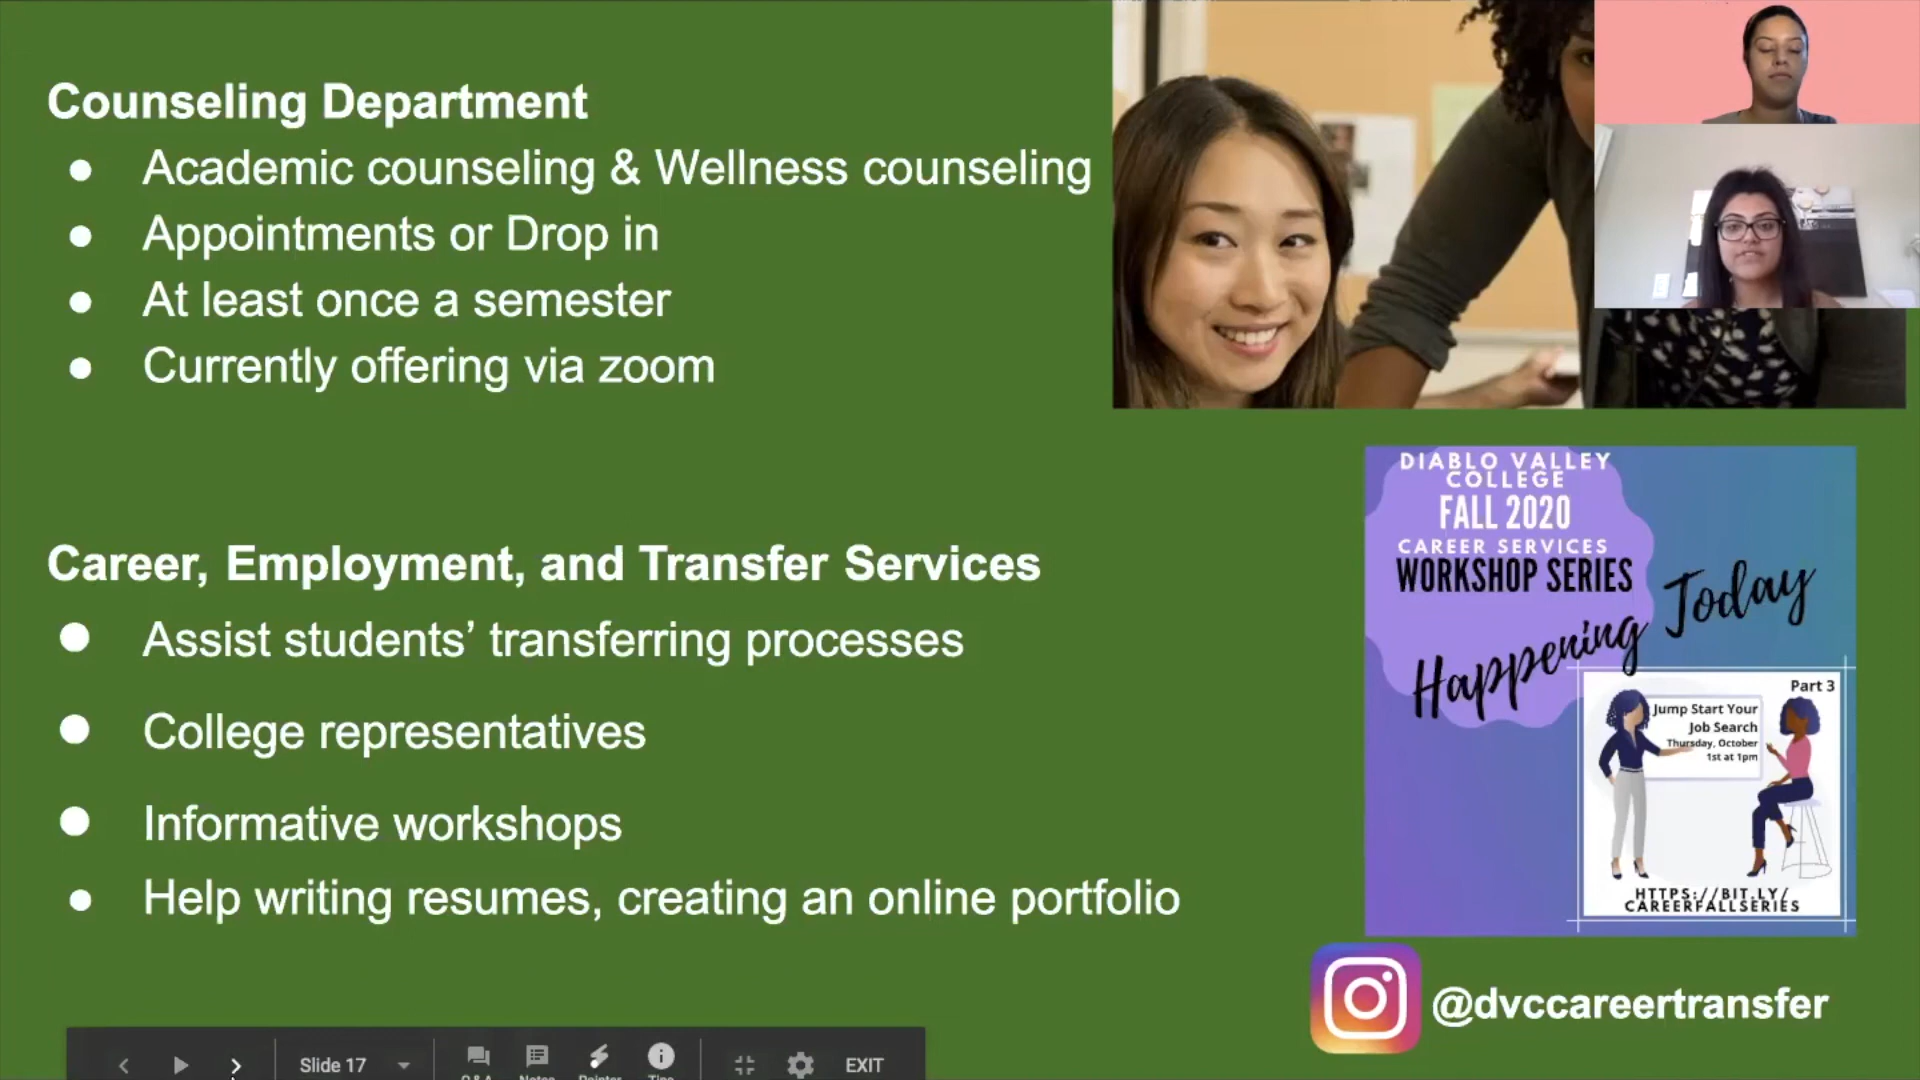 Counseling Department
● Academic counseling & Wellness counseling
● Appointments or Drop in
● At least once a semester
● Currently offering via zoom
Career, Employment, and Transfer Services
● Assist students’ transferring processes
● College representatives
● Informative workshops
● Help writing resumes, creating an online portfolio
DIABLO VALLEY
COLLEGE
FALL 2020
CAREER SERVICES
WORKSHOP SERIES
Happening Today
Part 3
Jump Start Your
Job Search
Thursday, October
1st at 1pm
HTTPS://BIT.LY/
CAREERFALLSERIES
@dvccareertransfer
Slide 17
Q&A Notes Pointer Tips
EXIT